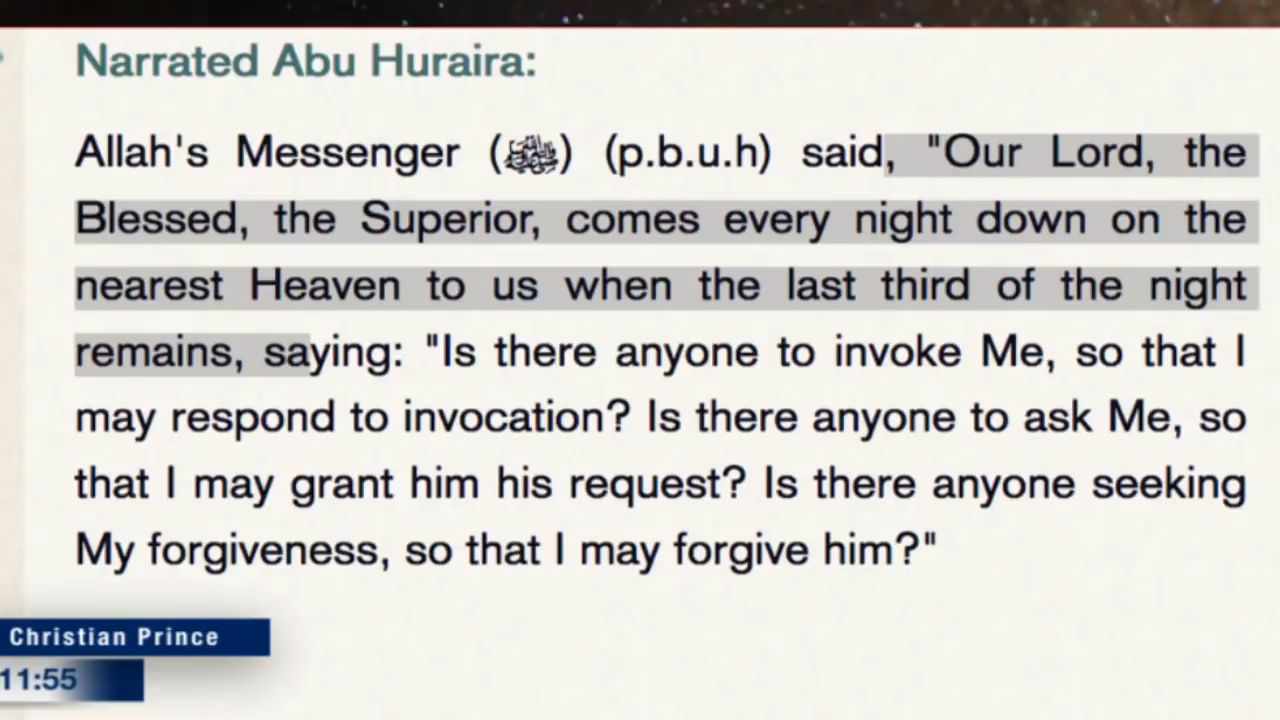 Narrated Abu Huraira:
Allah's Messenger (ﷺ) (p.b.u.h) said, "Our Lord, the
Blessed, the Superior, comes every night down on the
nearest Heaven to us when the last third of the night
remains, saying: "Is there anyone to invoke Me, so that I
may respond to invocation? Is there anyone to ask Me, so
that I may grant him his request? Is there anyone seeking
My forgiveness, so that I may forgive him?"
Christian Prince
11:55